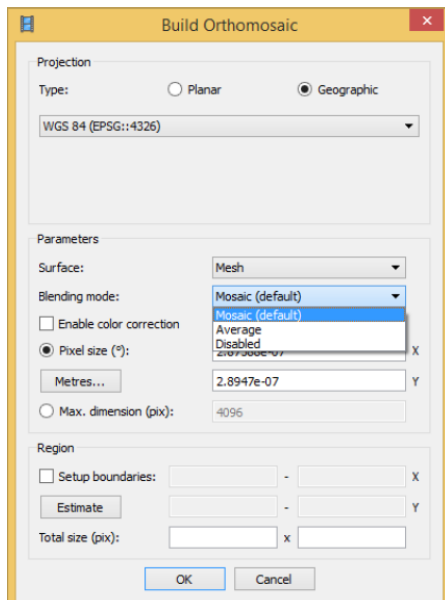 Build Orthomosaic
Projection
Type: Planar Geographic
WGS 84 (EPSG::4326)
Parameters
Surface: Mesh
Blending mode: Mosaic (default)
Mosaic (default)
Enable color correction
Average
Disabled
Pixel size (°): X
Metres... 2.8947e-07 Y
Max. dimension (pix): 4096
Region
Setup boundaries: - X
Estimate - Y
Total size (pix): x
OK Cancel